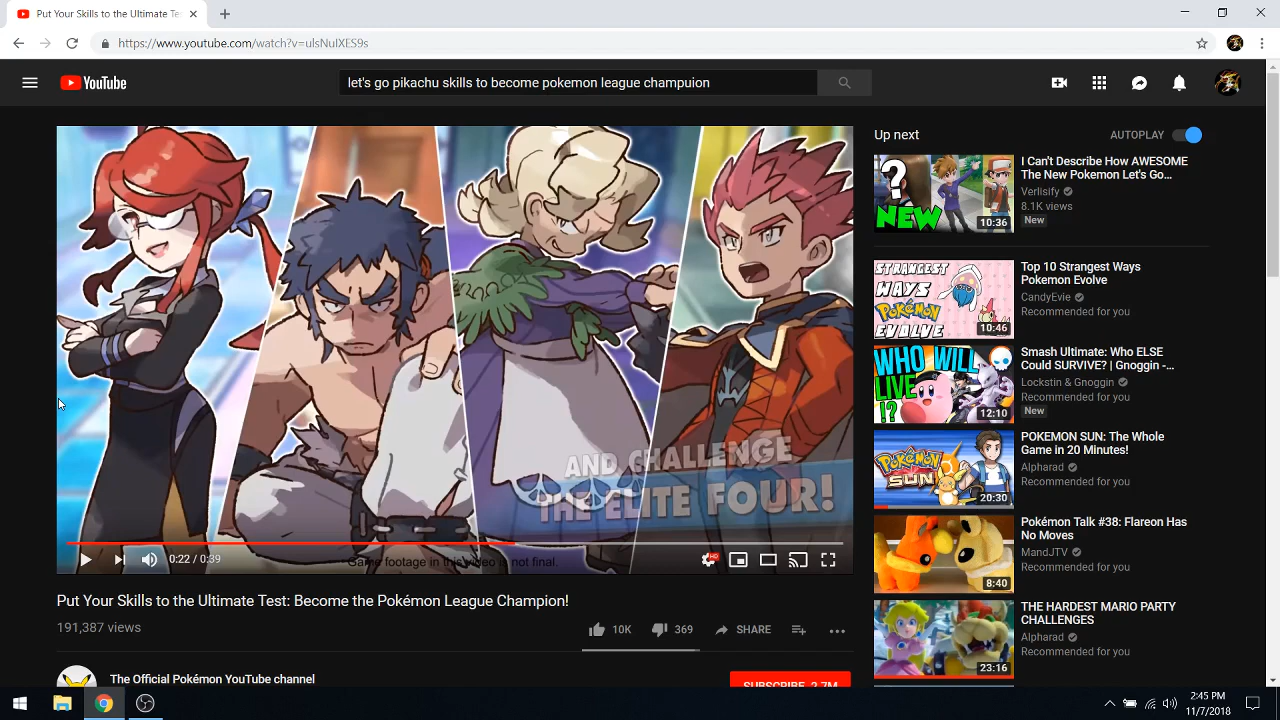 Put Your Skills to the Ultimate Tes
https://www.youtube.com/watch?v=ulsNulXES9s
YouTube
let's go pikachu skills to become pokemon league champuion
AND CHALLENGE
THE ELITE FOUR!
0:22 / 0:39
HD
Game footage in this video is not final.
Put Your Skills to the Ultimate Test: Become the Pokémon League Champion!
191,387 views
10K
369
SHARE
The Official Pokémon YouTube channel
SUBSCRIBE 2.7M
Up next
AUTOPLAY
?
NEW
10:36
I Can't Describe How AWESOME
The New Pokemon Let's Go...
Verlisify
8.1K views
New
STRANGEST
WAYS
POKéMON
EVOLVE
10:46
Top 10 Strangest Ways
Pokemon Evolve
CandyEvie
Recommended for you
WHO WILL
LIVE
!?
12:10
Smash Ultimate: Who ELSE
Could SURVIVE? | Gnoggin -...
Lockstin & Gnoggin
Recommended for you
New
POKéMON
SUN
20:30
POKEMON SUN: The Whole
Game in 20 Minutes!
Alpharad
Recommended for you
8:40
Pokémon Talk #38: Flareon Has
No Moves
MandJTV
Recommended for you
23:16
THE HARDEST MARIO PARTY
CHALLENGES
Alpharad
Recommended for you
2:45 PM
11/7/2018